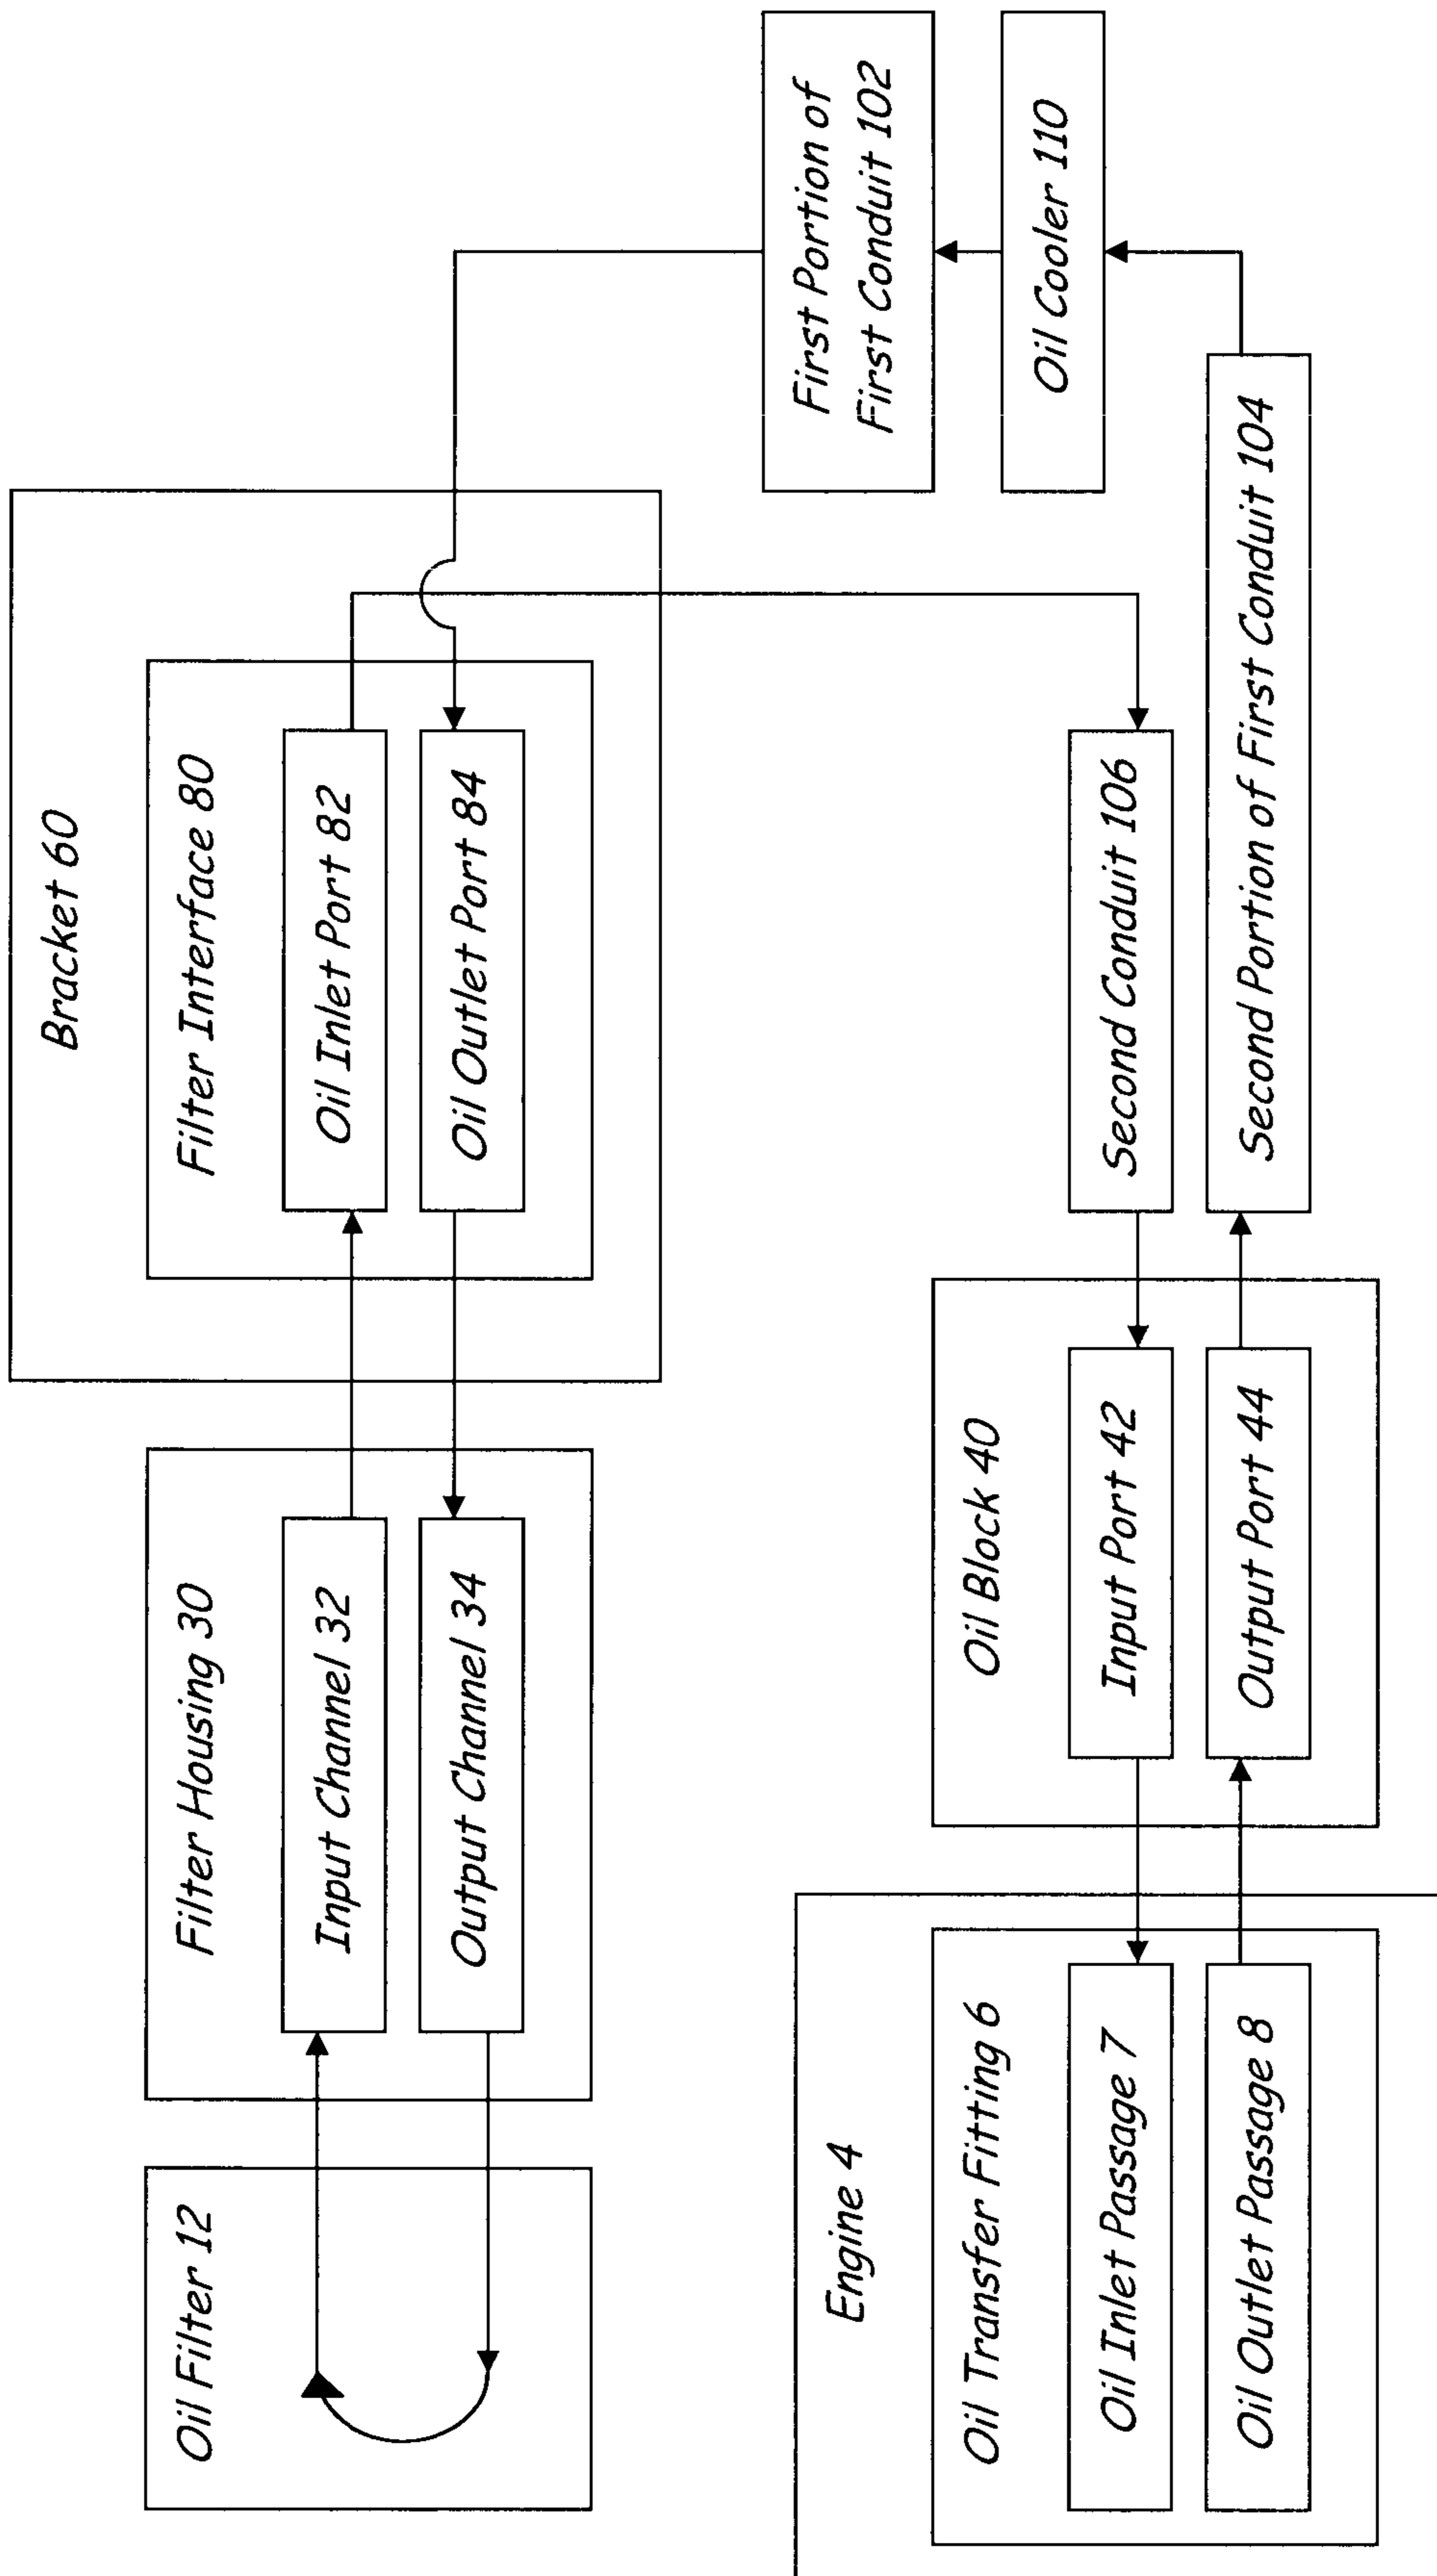 Oil Filter 12
Filter Housing 30
Input Channel 32
Output Channel 34
Bracket 60
Filter Interface 80
Oil Inlet Port 82
Oil Outlet Port 84
First Portion of
First Conduit 102
Oil Cooler 110
Engine 4
Oil Transfer Fitting 6
Oil Inlet Passage 7
Oil Outlet Passage 8
Oil Block 40
Input Port 42
Output Port 44
Second Conduit 106
Second Portion of First Conduit 104